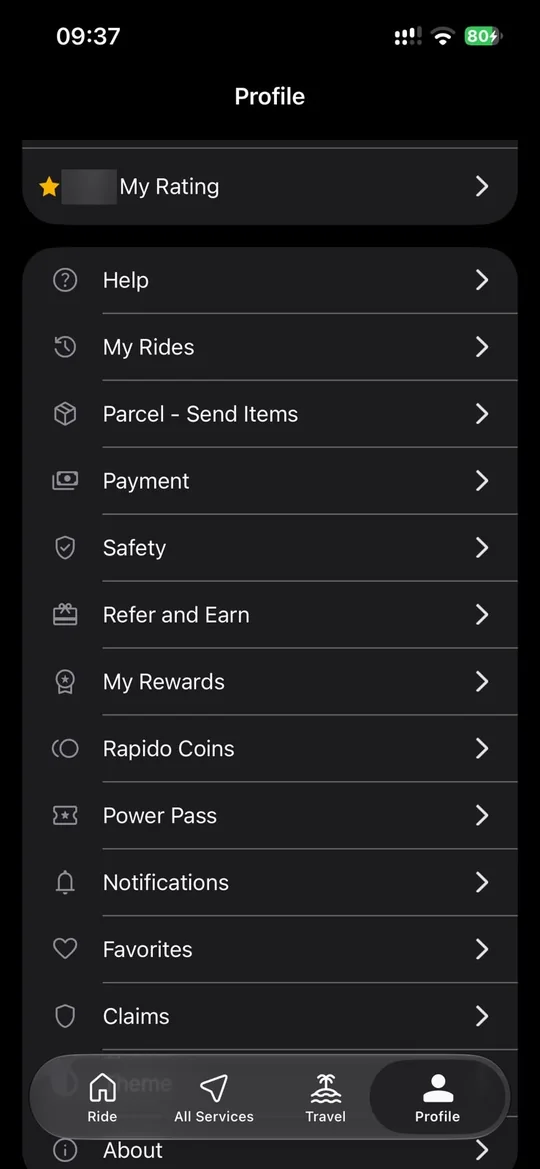 09:37
80
Profile
My Rating
Help
My Rides
Parcel - Send Items
Payment
Safety
Refer and Earn
My Rewards
Rapido Coins
Power Pass
Notifications
Favorites
Claims
Theme
Ride
All Services
Travel
Profile
About